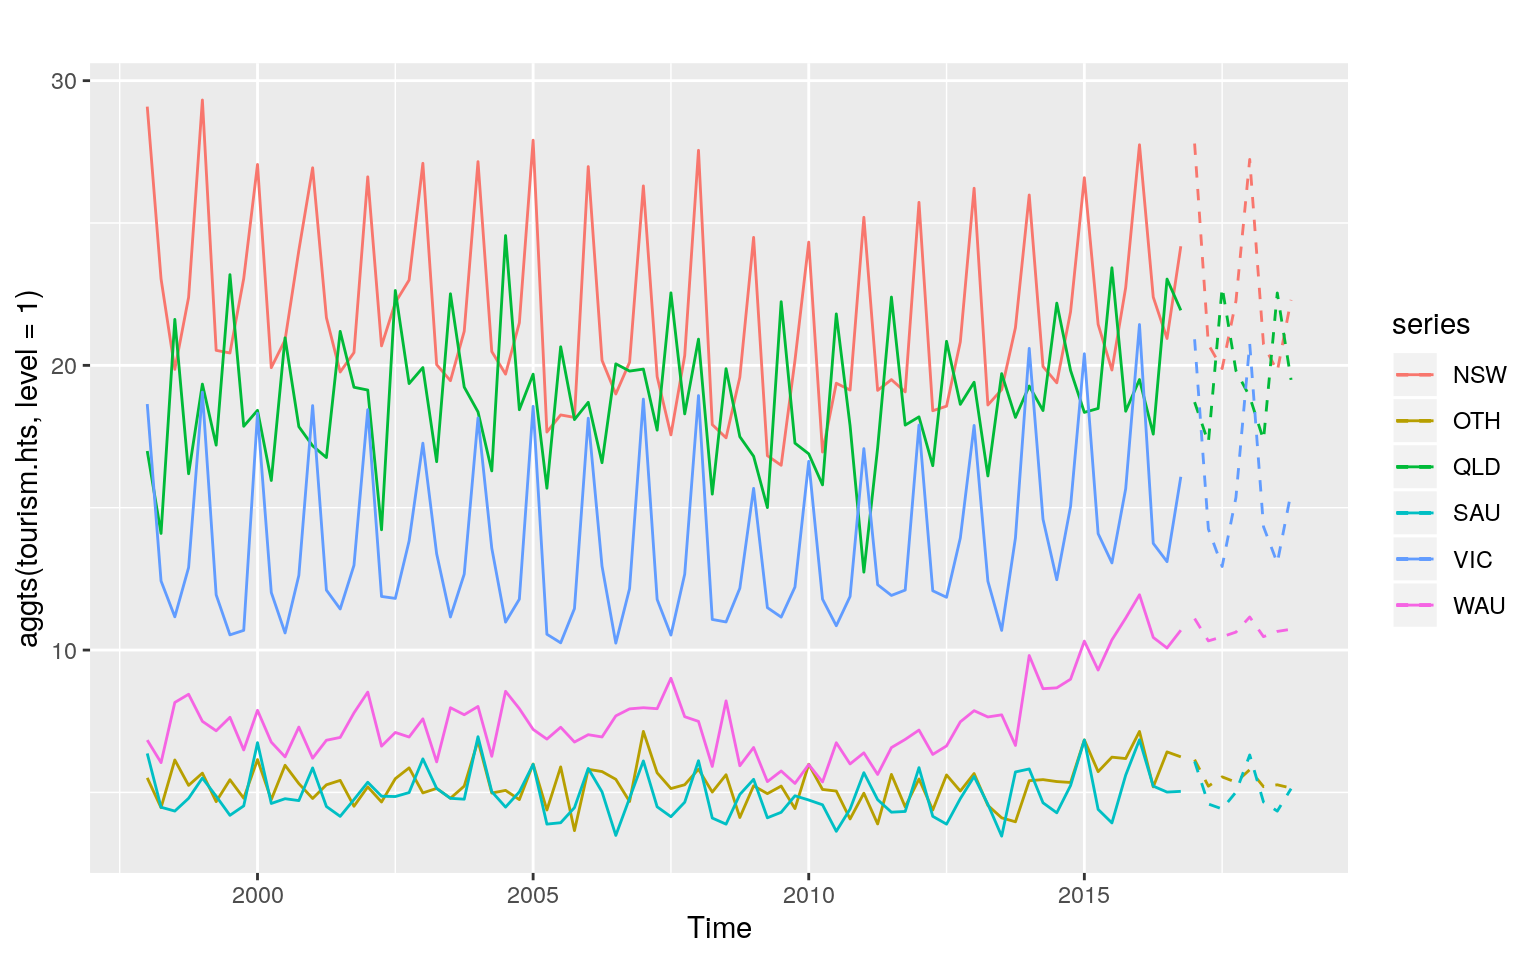 aggts(tourism.hts, level = 1)
30
20
10
2000
2005
2010
2015
Time
series
NSW
OTH
QLD
SAU
VIC
WAU